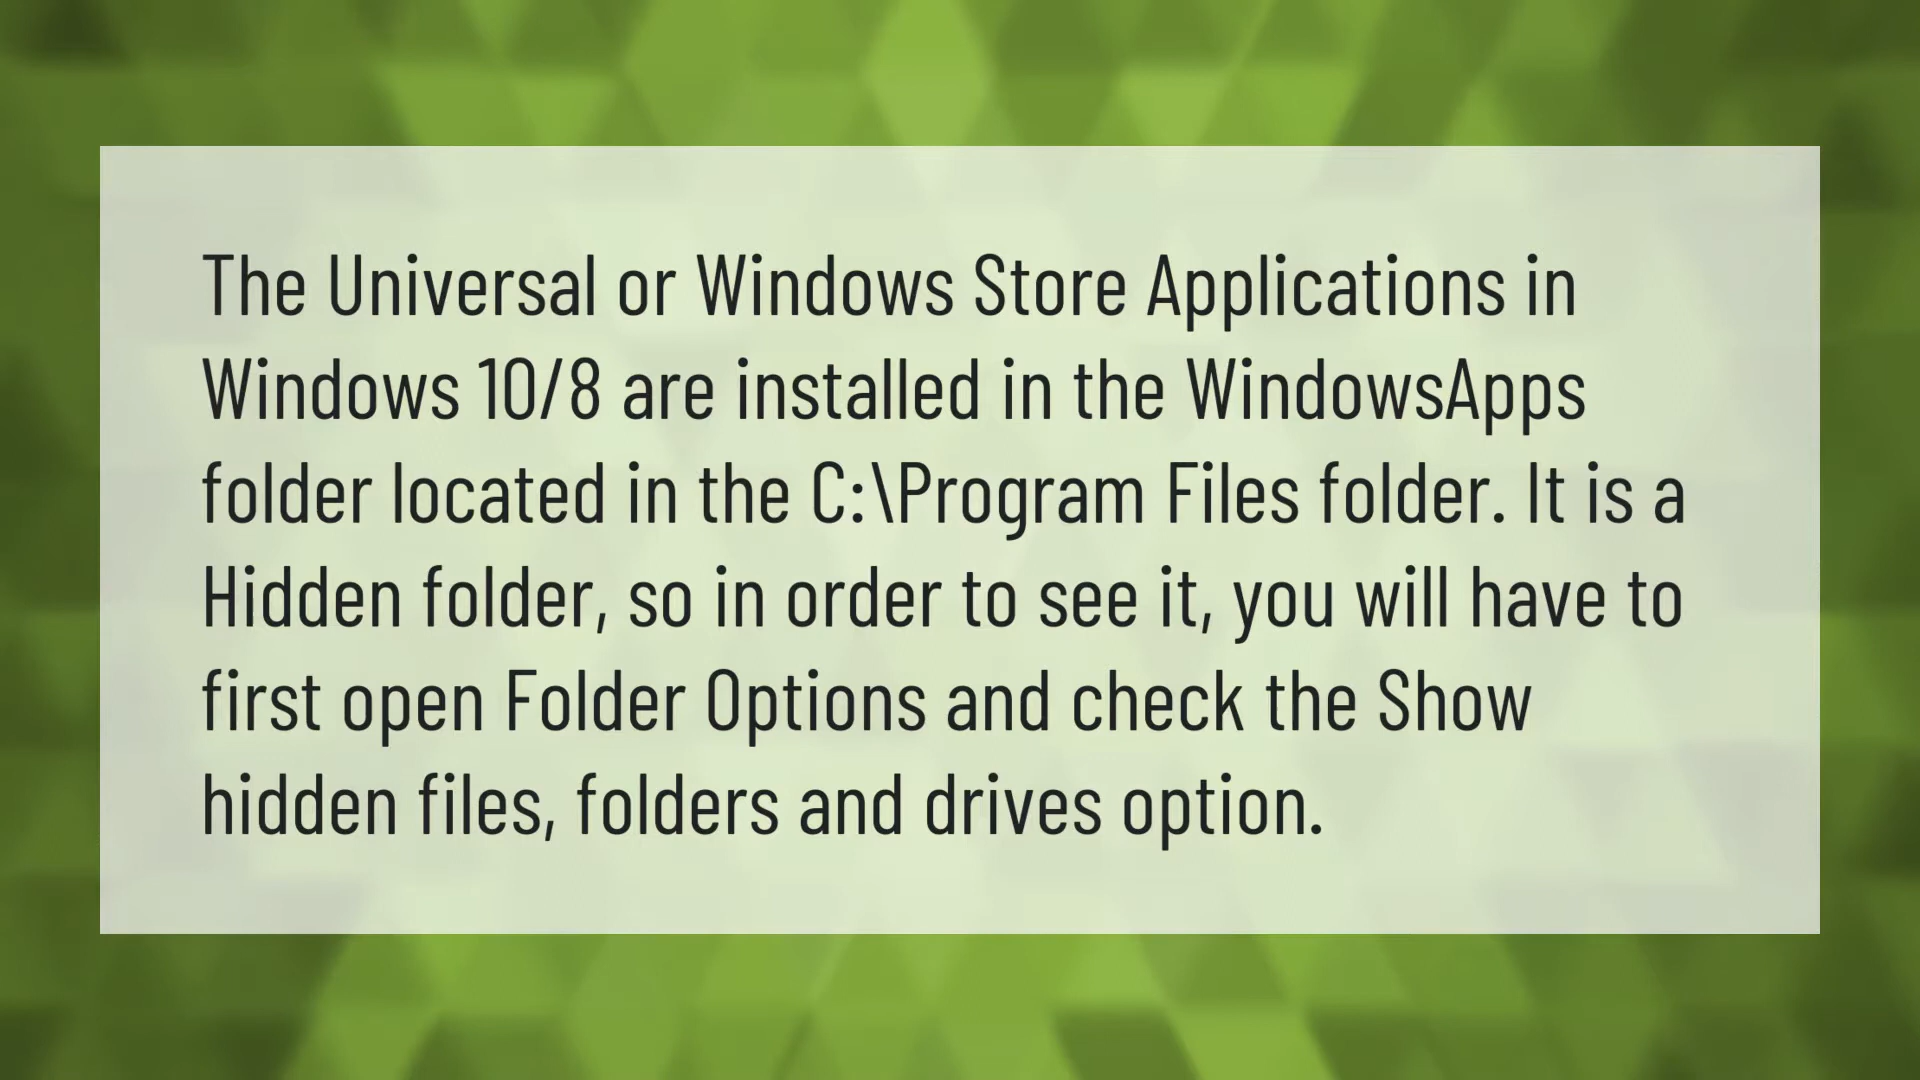 The Universal or Windows Store Applications in
Windows 10/8 are installed in the WindowsApps
folder located in the C:\Program Files folder. It is a
Hidden folder, so in order to see it, you will have to
first open Folder Options and check the Show
hidden files, folders and drives option.